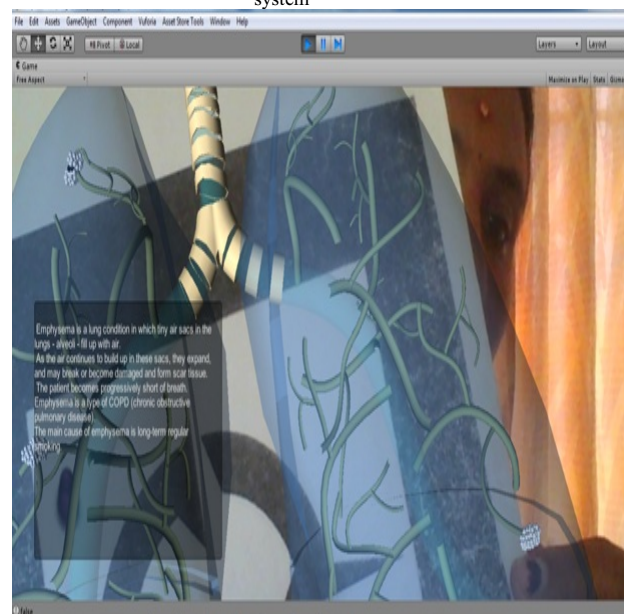 system
File Edit Assets GameObject Component Vuforia Asset Store Tools Window Help
Pivot Local Layers Layout
Game
Free Aspect Maximize on Play Stats Gizmo
Emphysema is a lung condition in which tiny air sacs in the
lungs - alveoli - fill up with air.
As the air continues to build up in these sacs, they expand,
and may break or become damaged and form scar tissue.
The patient becomes progressively short of breath.
Emphysema is a type of COPD (chronic obstructive
pulmonary disease).
The main cause of emphysema is long-term regular
smoking
false